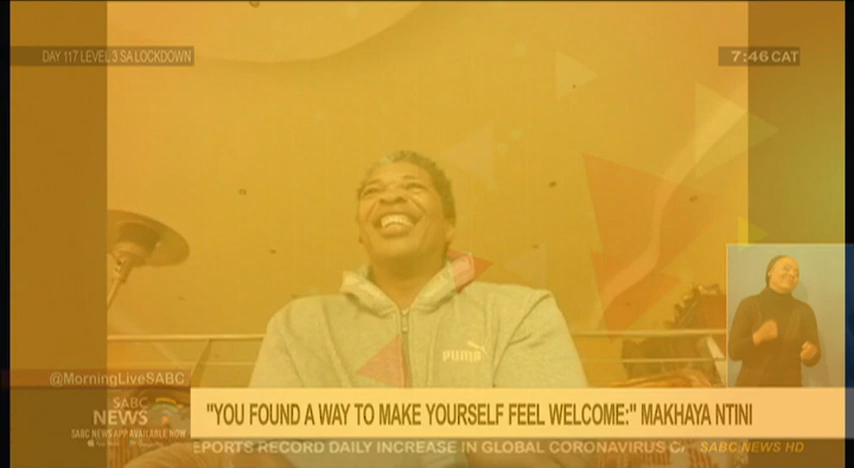 DAY 117 LEVEL 3 SA LOCKDOWN
7:46 CAT
PUMA
@MorningLiveSABC
SABC
NEWS
SABC NEWS APP AVAILABLE NOW
"YOU FOUND A WAY TO MAKE YOURSELF FEEL WELCOME:" MAKHAYA NTINI
EPORTS RECORD DAILY INCREASE IN GLOBAL CORONAVIRUS
SABC NEWS HD